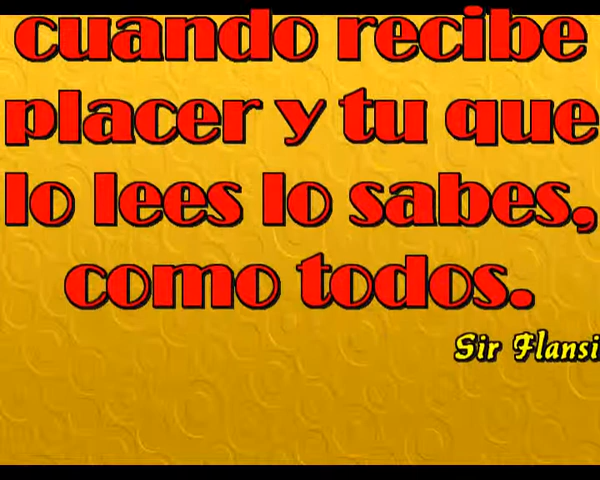 cuando recibe
placer y tu que
lo lees lo sabes,
como todos.
Sir Flansi